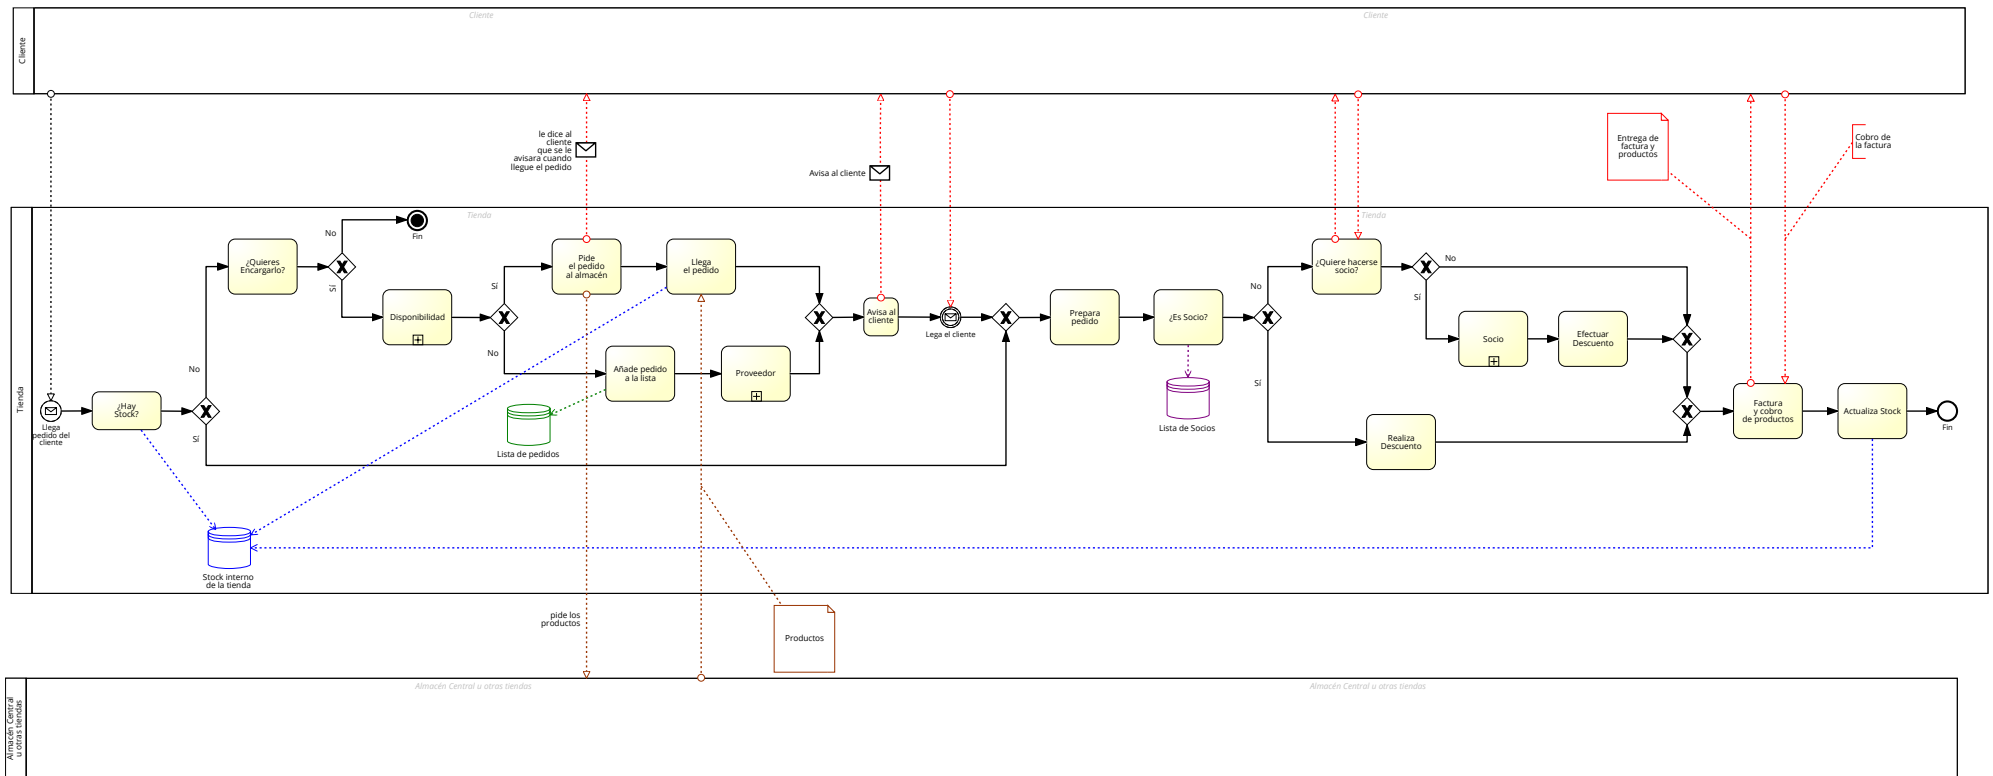 Cliente
Cliente
Cliente
le dice al
cliente
que se le
avisara cuando
llegue el pedido
Avisa al cliente
Entrega de
factura y
productos
Cobro de
la factura
Tienda
Tienda
Tienda
No
Fin
¿Quieres
Encargarlo?
Sí
Pide
el pedido
al almacén
Llega
el pedido
¿Quiere hacerse
socio?
No
Sí
Disponibilidad
No
Avisa al
cliente
Lega el cliente
Prepara
pedido
¿Es Socio?
No
Sí
Socio
Efectuar
Descuento
Añade pedido
a la lista
Proveedor
No
Sí
Llega
pedido del
cliente
¿Hay
Stock?
Sí
Lista de pedidos
Lista de Socios
Realiza
Descuento
Factura
y cobro
de productos
Actualiza Stock
Fin
Stock interno
de la tienda
pide los
productos
Productos
Almacén Central
u otras tiendas
Almacén Central u otras tiendas
Almacén Central u otras tiendas